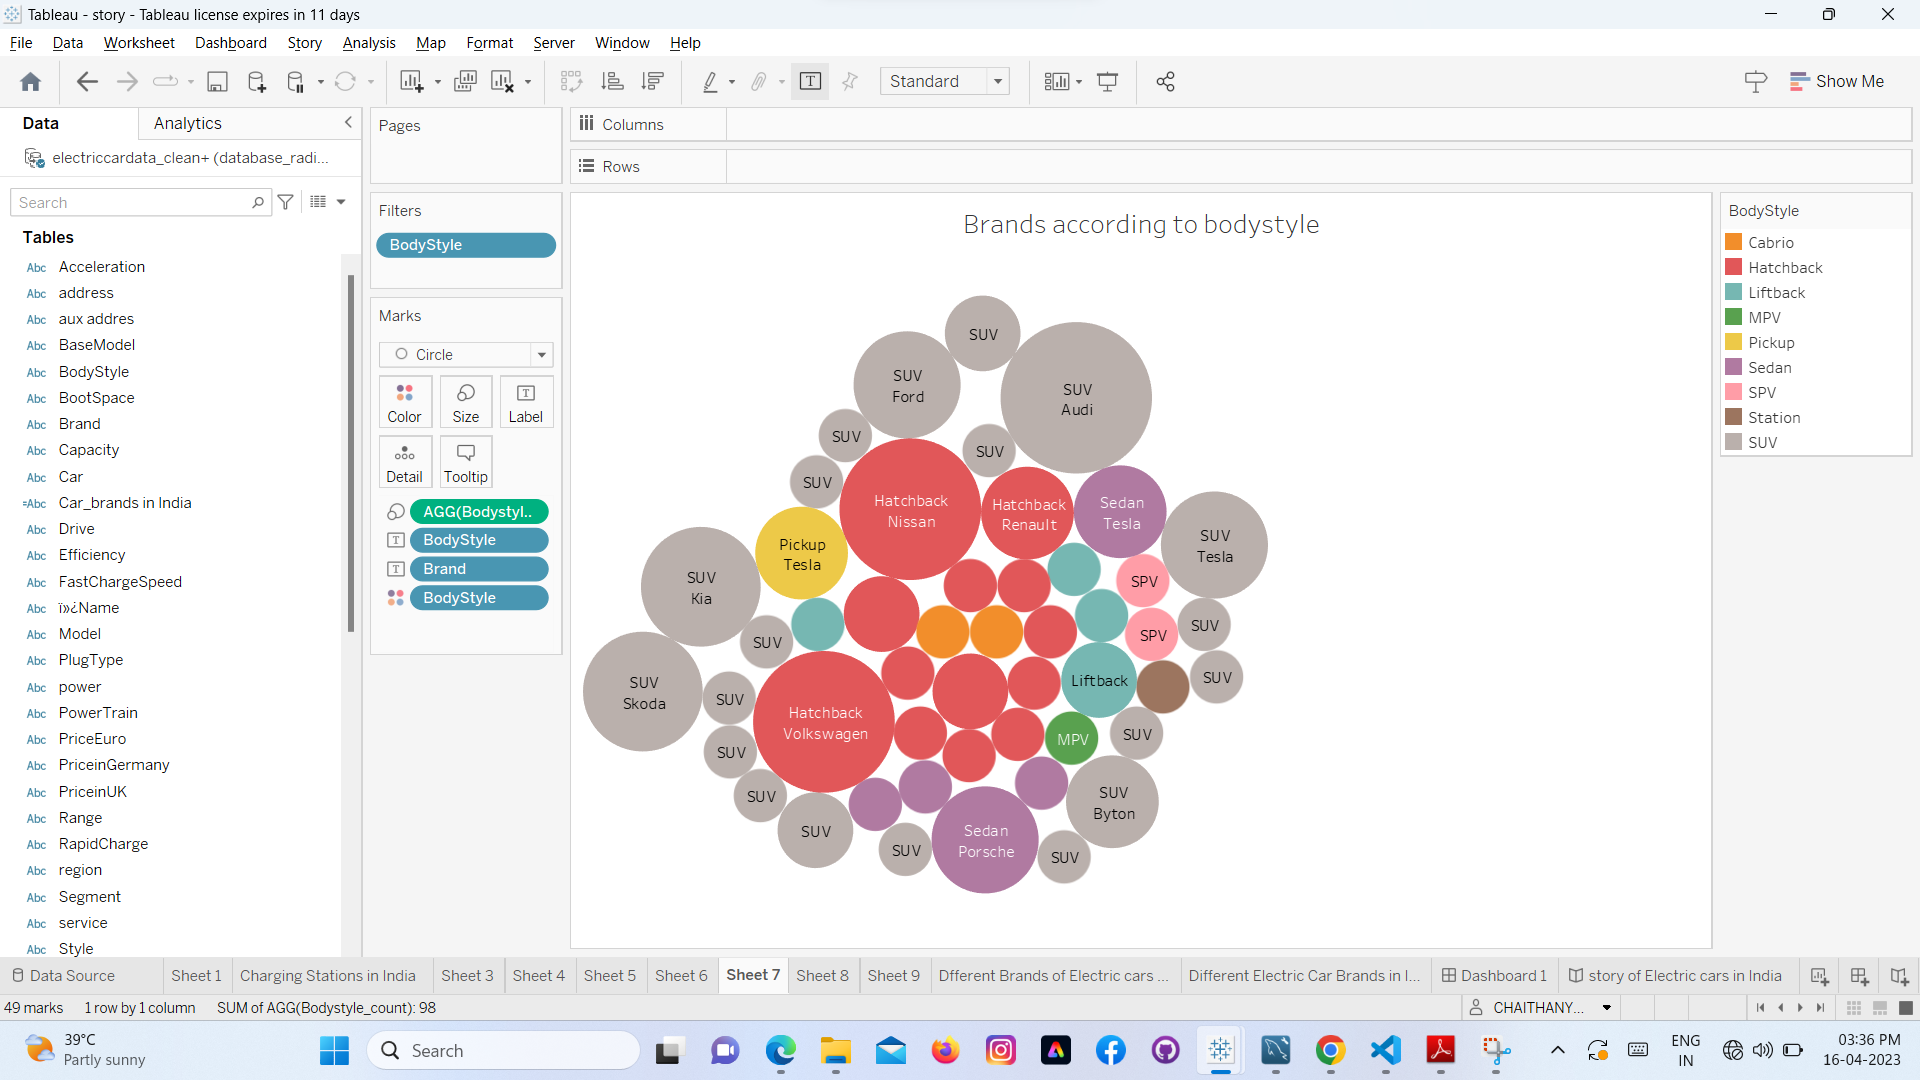 Tableau - story - Tableau license expires in 11 days
File Data Worksheet Dashboard Story Analysis Map Format Server Window Help
Standard
Show Me
Data Analytics
electriccardata_clean+ (database_radi...
Search
Tables
Abc Acceleration
Abc address
Abc aux addres
Abc BaseModel
Abc BodyStyle
Abc BootSpace
Abc Brand
Abc Capacity
Abc Car
=Abc Car_brands in India
Abc Drive
Abc Efficiency
Abc FastChargeSpeed
Abc ï»¿Name
Abc Model
Abc PlugType
Abc power
Abc PowerTrain
Abc PriceEuro
Abc PriceinGermany
Abc PriceinUK
Abc Range
Abc RapidCharge
Abc region
Abc Segment
Abc service
Abc Style
Pages
Filters
BodyStyle
Marks
Circle
Color Size Label
Detail Tooltip
AGG(Bodystyl..
BodyStyle
Brand
BodyStyle
Columns
Rows
Brands according to bodystyle
SUV
SUV
Ford
SUV
Audi
SUV
SUV
SUV
Hatchback
Nissan
Hatchback
Renault
Sedan
Tesla
SUV
Tesla
Pickup
Tesla
SUV
Kia
SPV
SUV
SPV
SUV
SUV
Skoda
SUV
Liftback
SUV
Hatchback
Volkswagen
SUV
MPV
SUV
SUV
SUV
Byton
SUV
SUV
Sedan
Porsche
SUV
BodyStyle
Cabrio
Hatchback
Liftback
MPV
Pickup
Sedan
SPV
Station
SUV
Data Source Sheet 1 Charging Stations in India Sheet 3 Sheet 4 Sheet 5 Sheet 6 Sheet 7 Sheet 8 Sheet 9 Dfferent Brands of Electric cars ... Different Electric Car Brands in I... Dashboard 1 story of Electric cars in India
49 marks 1 row by 1 column SUM of AGG(Bodystyle_count): 98
CHAITHANY...
39°C
Partly sunny
Search
ENG
IN
03:36 PM
16-04-2023